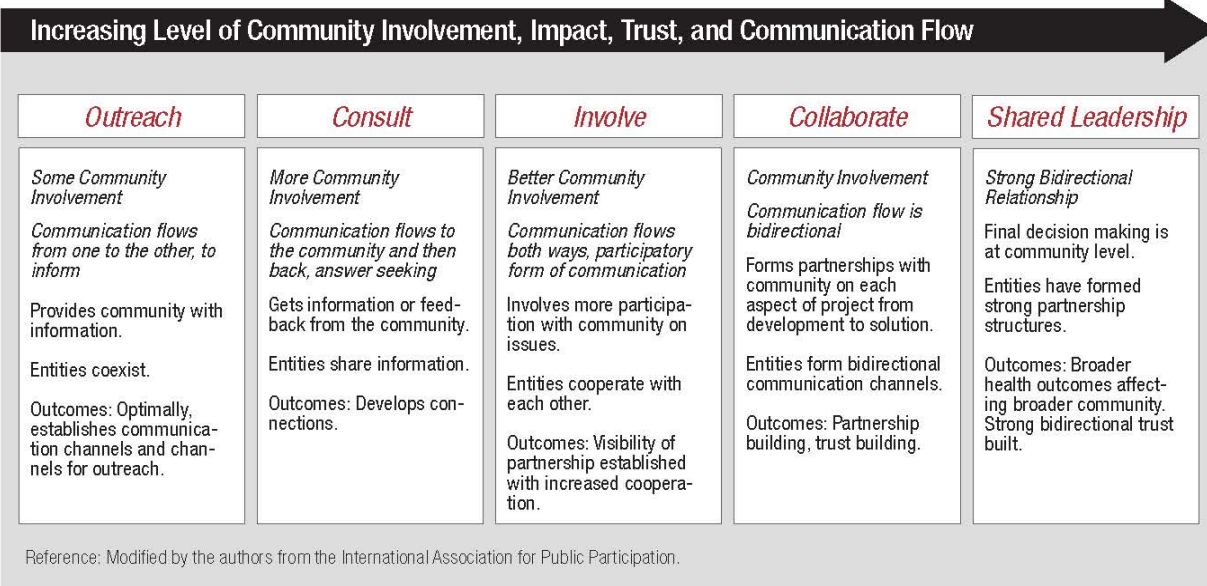 Increasing Level of Community Involvement, Impact, Trust, and Communication Flow
Outreach
Some Community
Involvement
Communication flows
from one to the other, to
inform
Provides community with
information.
Entities coexist.
Outcomes: Optimally,
establishes communica-
tion channels and chan-
nels for outreach.
Consult
More Community
Involvement
Communication flows to
the community and then
back, answer seeking
Gets information or feed-
back from the community.
Entities share information.
Outcomes: Develops con-
nections.
Involve
Better Community
Involvement
Communication flows
both ways, participatory
form of communication
Involves more participa-
tion with community on
issues.
Entities cooperate with
each other.
Outcomes: Visibility of
partnership established
with increased coopera-
tion.
Collaborate
Community Involvement
Communication flow is
bidirectional
Forms partnerships with
community on each
aspect of project from
development to solution.
Entities form bidirectional
communication channels.
Outcomes: Partnership
building, trust building.
Shared Leadership
Strong Bidirectional
Relationship
Final decision making is
at community level.
Entities have formed
strong partnership
structures.
Outcomes: Broader
health outcomes affect-
ing broader community.
Strong bidirectional trust
built.
Reference: Modified by the authors from the International Association for Public Participation.